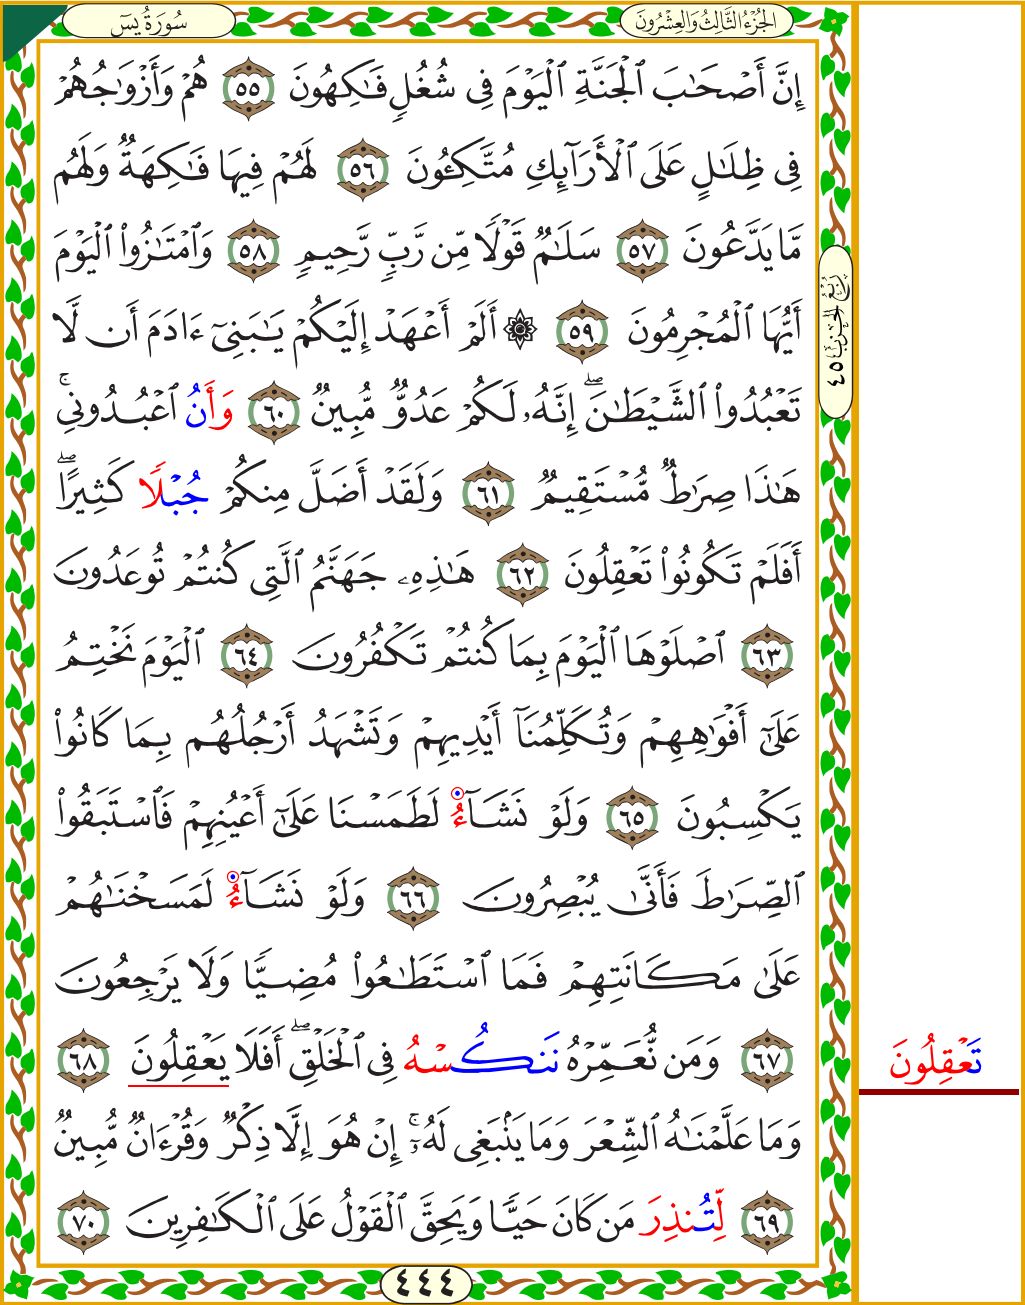 سُورَةُ يسٓ
الجُزْءُ الثَّالِثُ وَالعِشْرُونَ
إِنَّ أَصْحَٰبَ ٱلْجَنَّةِ ٱلْيَوْمَ فِى شُغُلٍۢ فَٰكِهُونَ ٥٥ هُمْ وَأَزْوَٰجُهُمْ
فِى ظِلَٰلٍ عَلَى ٱلْأَرَآئِكِ مُتَّكِـُٔونَ ٥٦ لَهُمْ فِيهَا فَٰكِهَةٌۭ وَلَهُم
مَّا يَدَّعُونَ ٥٧ سَلَٰمٌۭ قَوْلًۭا مِّن رَّبٍّۢ رَّحِيمٍۢ ٥٨ وَٱمْتَٰزُوا۟ ٱلْيَوْمَ
أَيُّهَا ٱلْمُجْرِمُونَ ٥٩ ۞ أَلَمْ أَعْهَدْ إِلَيْكُمْ يَٰبَنِىٓ ءَادَمَ أَن لَّا
تَعْبُدُوا۟ ٱلشَّيْطَٰنَ ۖ إِنَّهُۥ لَكُمْ عَدُوٌّۭ مُّبِينٌۭ ٦٠ وَأَنُ ٱعْبُدُونِى ۚ
هَٰذَا صِرَٰطٌۭ مُّسْتَقِيمٌۭ ٦١ وَلَقَدْ أَضَلَّ مِنكُمْ جُبْلًۭا كَثِيرًا ۖ
أَفَلَمْ تَكُونُوا۟ تَعْقِلُونَ ٦٢ هَٰذِهِۦ جَهَنَّمُ ٱلَّتِى كُنتُمْ تُوعَدُونَ
٦٣ ٱصْلَوْهَا ٱلْيَوْمَ بِمَا كُنتُمْ تَكْفُرُونَ ٦٤ ٱلْيَوْمَ نَخْتِمُ
عَلَىٰٓ أَفْوَٰهِهِمْ وَتُكَلِّمُنَآ أَيْدِيهِمْ وَتَشْهَدُ أَرْجُلُهُم بِمَا كَانُوا۟
يَكْسِبُونَ ٦٥ وَلَوْ نَشَآءُ لَطَمَسْنَا عَلَىٰٓ أَعْيُنِهِمْ فَٱسْتَبَقُوا۟
ٱلصِّرَٰطَ فَأَنَّىٰ يُبْصِرُونَ ٦٦ وَلَوْ نَشَآءُ لَمَسَخْنَٰهُمْ
عَلَىٰ مَكَانَتِهِمْ فَمَا ٱسْتَطَٰعُوا۟ مُضِيًّۭا وَلَا يَرْجِعُونَ
٦٧ وَمَن نُّعَمِّرْهُ نَنكُسْهُ فِى ٱلْخَلْقِ ۖ أَفَلَا يَعْقِلُونَ ٦٨
وَمَا عَلَّمْنَٰهُ ٱلشِّعْرَ وَمَا يَنۢبَغِى لَهُۥٓ ۚ إِنْ هُوَ إِلَّا ذِكْرٌۭ وَقُرْءَانٌۭ مُّبِينٌۭ
٦٩ لِّتُنذِرَ مَن كَانَ حَيًّۭا وَيَحِقَّ ٱلْقَوْلُ عَلَى ٱلْكَٰفِرِينَ ٧٠
رُبْعُ الحِزْب ٤٥
تَعْقِلُونَ
٤٤٤